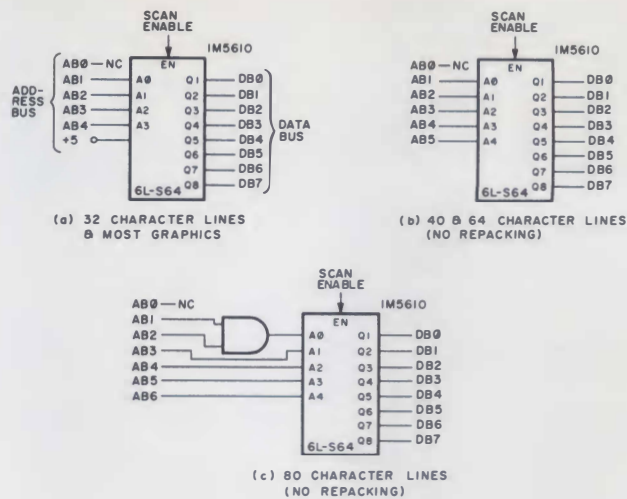 SCAN
ENABLE
IM5610
EN
ADD-
RESS
BUS
AB0—NC
AB1
AB2
AB3
AB4
+5
A0
A1
A2
A3
Q1
Q2
Q3
Q4
Q5
Q6
Q7
Q8
DB0
DB1
DB2
DB3
DB4
DB5
DB6
DB7
DATA
BUS
6L-S64
(a) 32 CHARACTER LINES
& MOST GRAPHICS
SCAN
ENABLE
IM5610
EN
AB0—NC
AB1
AB2
AB3
AB4
AB5
A0
A1
A2
A3
A4
Q1
Q2
Q3
Q4
Q5
Q6
Q7
Q8
DB0
DB1
DB2
DB3
DB4
DB5
DB6
DB7
6L-S64
(b) 40 & 64 CHARACTER LINES
(NO REPACKING)
SCAN
ENABLE
IM5610
EN
AB0—NC
AB1
AB2
AB3
AB4
AB5
AB6
A0
A1
A2
A3
A4
Q1
Q2
Q3
Q4
Q5
Q6
Q7
Q8
DB0
DB1
DB2
DB3
DB4
DB5
DB6
DB7
6L-S64
(c) 80 CHARACTER LINES
(NO REPACKING)